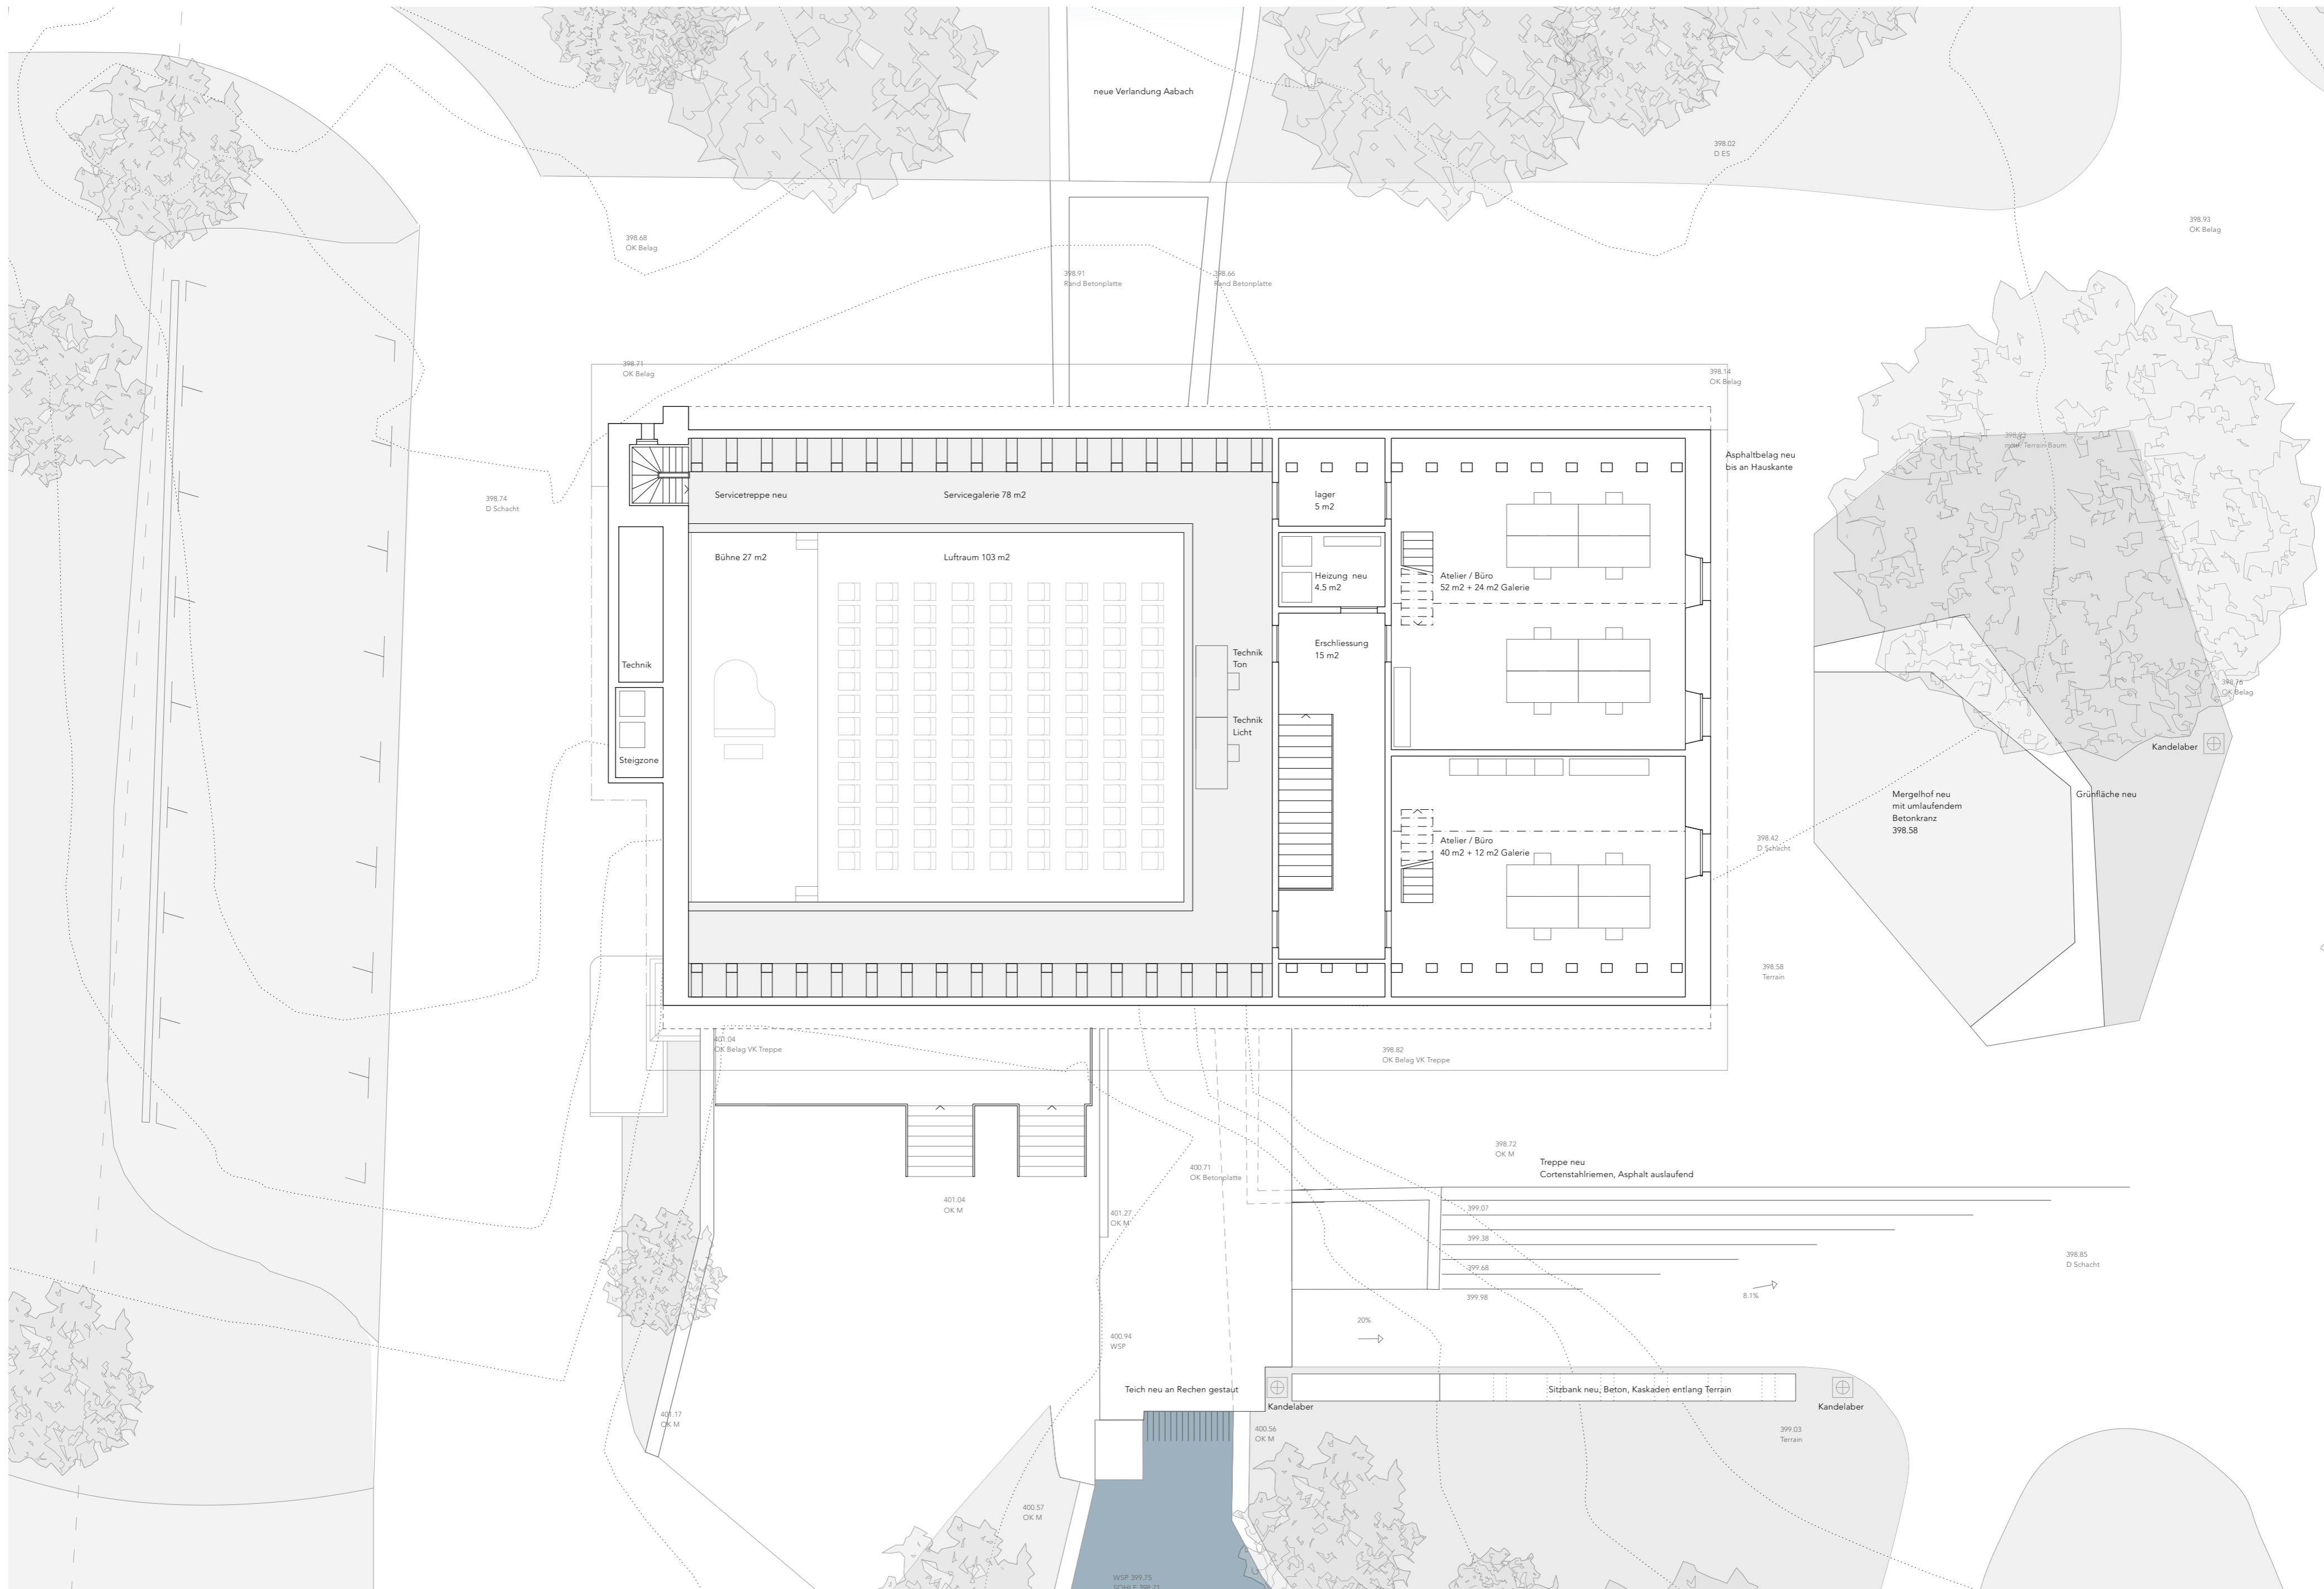 neue Verlandung Aabach
398.02
D ES
398.93
OK Belag
398.68
OK Belag
398.91
Rand Betonplatte
398.66
Rand Betonplatte
398.71
OK Belag
398.14
OK Belag
Asphaltbelag neu
bis an Hauskante
398.74
D Schacht
Servicetreppe neu
Servicegalerie 78 m2
lager
5 m2
Bühne 27 m2
Luftraum 103 m2
Heizung neu
4.5 m2
Atelier / Büro
52 m2 + 24 m2 Galerie
Erschliessung
15 m2
Technik
Ton
Technik
Technik
Licht
Steigzone
398.76
OK Belag
Kandelaber
Mergelhof neu
mit umlaufendem
Betonkranz
398.58
Grünfläche neu
398.42
D Schacht
Atelier / Büro
40 m2 + 12 m2 Galerie
398.58
Terrain
401.04
OK Belag VK Treppe
398.82
OK Belag VK Treppe
398.72
OK M
Treppe neu
Cortenstahlriemen, Asphalt auslaufend
400.71
OK Betonplatte
401.04
OK M
401.27
OK M
399.07
399.38
399.68
399.98
398.85
D Schacht
8.1%
20%
400.94
WSP
Teich neu an Rechen gestaut
Sitzbank neu, Beton, Kaskaden entlang Terrain
Kandelaber
Kandelaber
401.17
OK M
400.56
OK M
399.03
Terrain
400.57
OK M
WSP 399.75